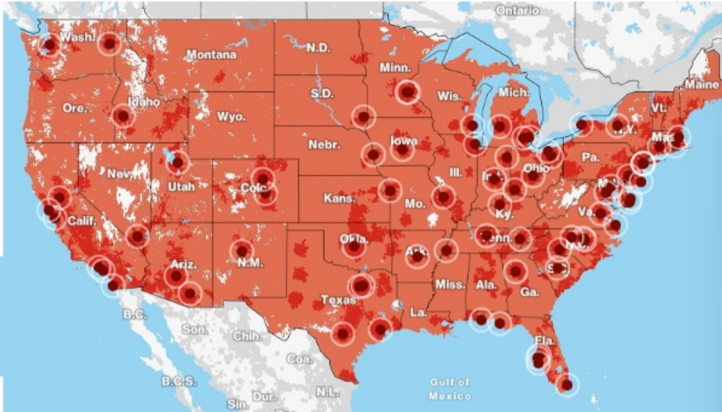 Ontario
Wash.
Montana
N.D.
Minn.
Maine
Ore.
Idaho
S.D.
Wis.
Mich.
Vt.
N.Y.
Mas
Wyo.
Nebr.
Iowa
Pa.
Nev.
Utah
Colo.
Ill.
Ind.
Ohio
Calif.
Kans.
Mo.
Ky.
Va.
Ariz.
N.M.
Okla.
Ark.
Tenn.
N.C.
S.C.
Texas
La.
Miss.
Ala.
Ga.
Fla.
B.C.
Son.
Chih.
Coa.
B.C.S.
Dur.
Sin.
N.L.
Gulf of
Mexico